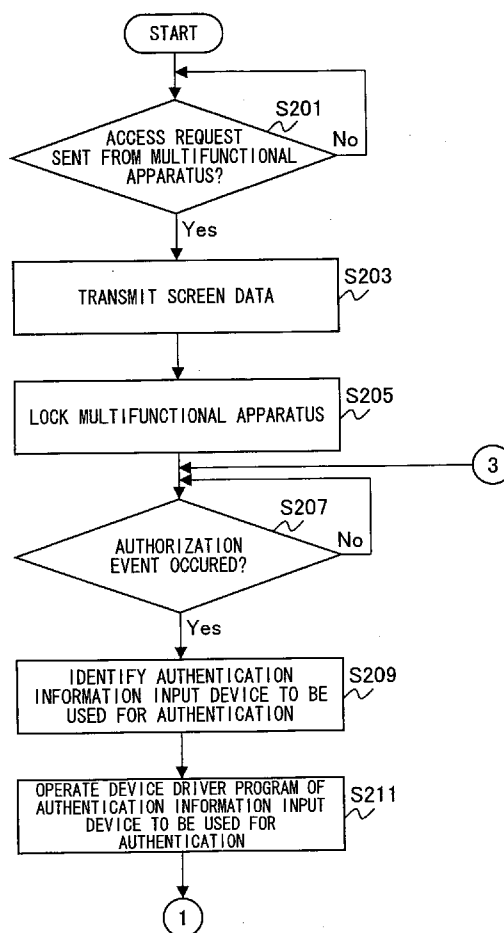 START
S201
ACCESS REQUEST
SENT FROM MULTIFUNCTIONAL
APPARATUS?
No
Yes
S203
TRANSMIT SCREEN DATA
S205
LOCK MULTIFUNCTIONAL APPARATUS
3
S207
AUTHORIZATION
EVENT OCCURED?
No
Yes
IDENTIFY AUTHENTICATION
INFORMATION INPUT DEVICE TO BE
USED FOR AUTHENTICATION
S209
OPERATE DEVICE DRIVER PROGRAM OF
AUTHENTICATION INFORMATION INPUT
DEVICE TO BE USED FOR
AUTHENTICATION
S211
1